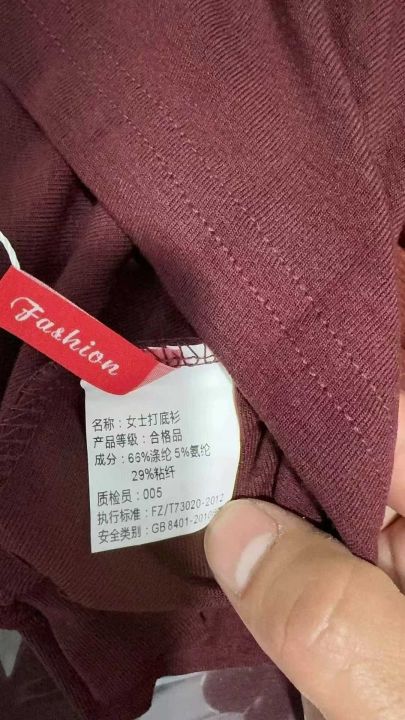 Fashion
名称：女士打底衫
产品等级：合格品
成分：66%涤纶 5%氨纶
29%粘纤
质检员：005
执行标准：FZ/T73020-2012
安全类别：GB 8401-2010